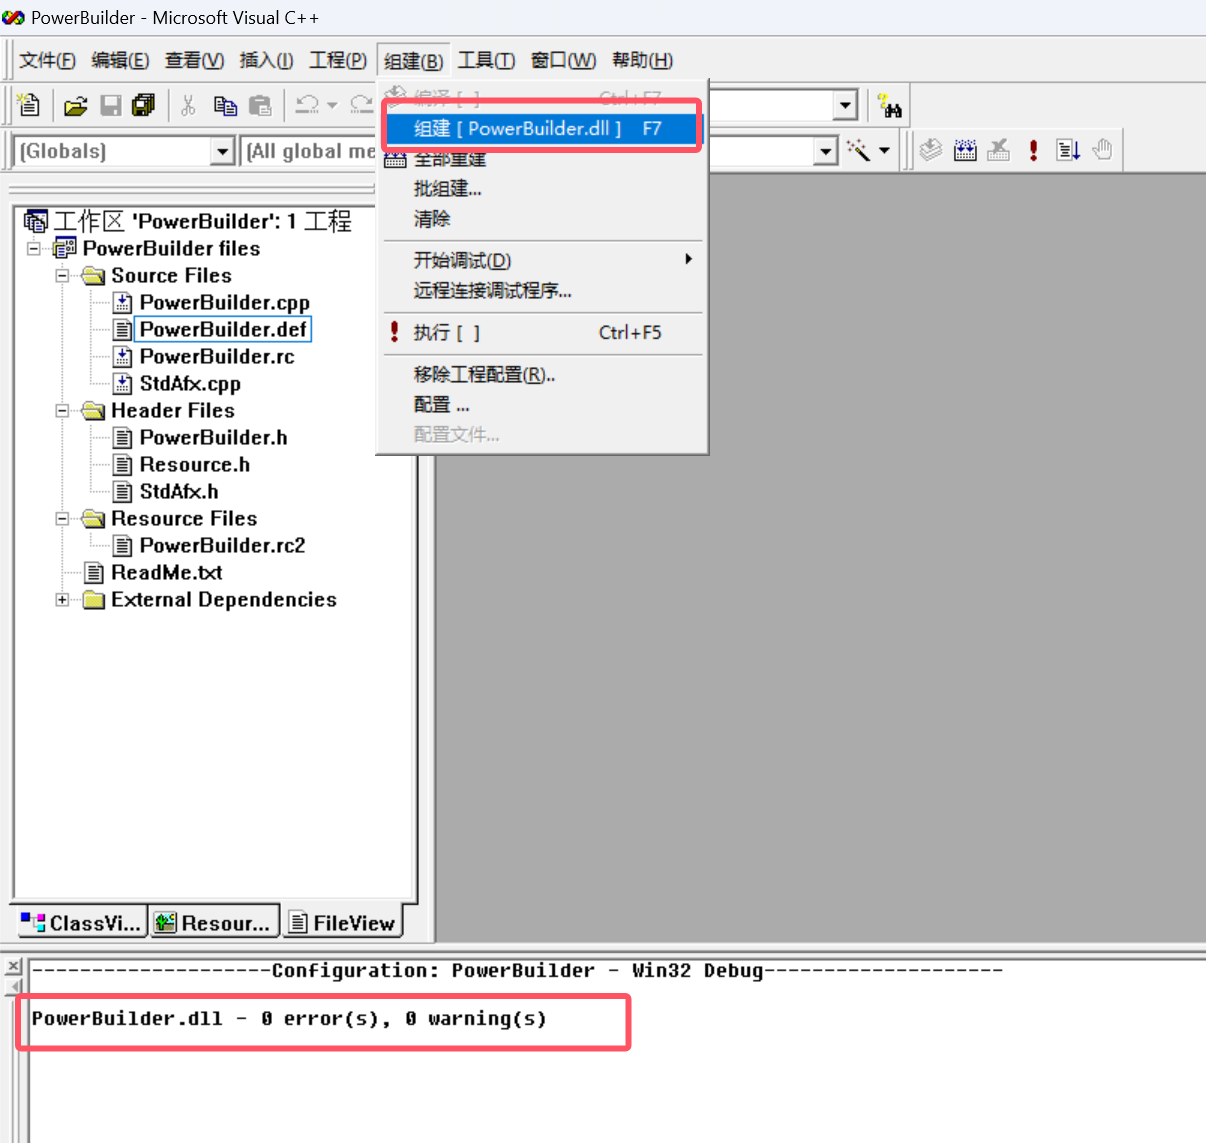 PowerBuilder - Microsoft Visual C++
文件(F) 编辑(E) 查看(V) 插入(I) 工程(P) 组建(B) 工具(T) 窗口(W) 帮助(H)
编译 [ ] Ctrl+F7
组建 [ PowerBuilder.dll ] F7
[Globals] [All global me
全部重建
批组建...
清除
开始调试(D)
远程连接调试程序...
执行 [ ] Ctrl+F5
移除工程配置(R)..
配置 ...
配置文件...
工作区 'PowerBuilder': 1 工程
PowerBuilder files
Source Files
PowerBuilder.cpp
PowerBuilder.def
PowerBuilder.rc
StdAfx.cpp
Header Files
PowerBuilder.h
Resource.h
StdAfx.h
Resource Files
PowerBuilder.rc2
ReadMe.txt
External Dependencies
ClassVi... Resour... FileView
--------------------Configuration: PowerBuilder - Win32 Debug--------------------
PowerBuilder.dll - 0 error(s), 0 warning(s)